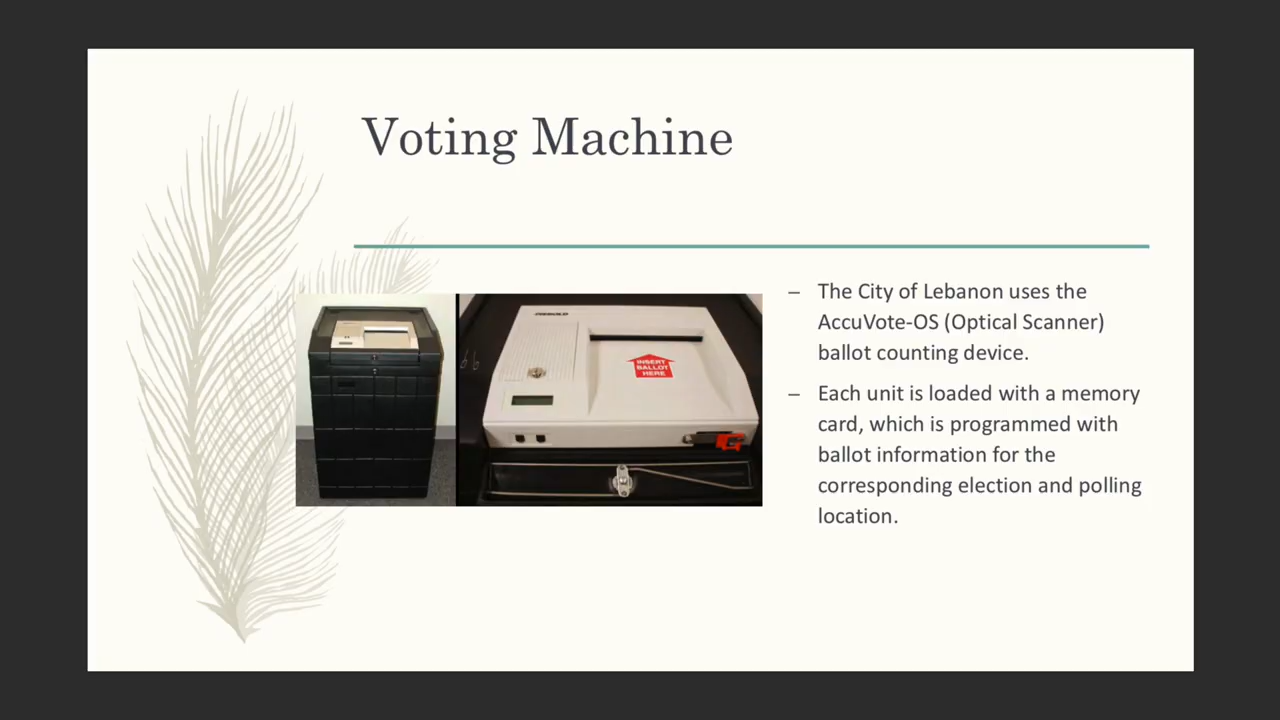 Voting Machine
– The City of Lebanon uses the
AccuVote-OS (Optical Scanner)
ballot counting device.
– Each unit is loaded with a memory
card, which is programmed with
ballot information for the
corresponding election and polling
location.
INSERT
BALLOT
HERE